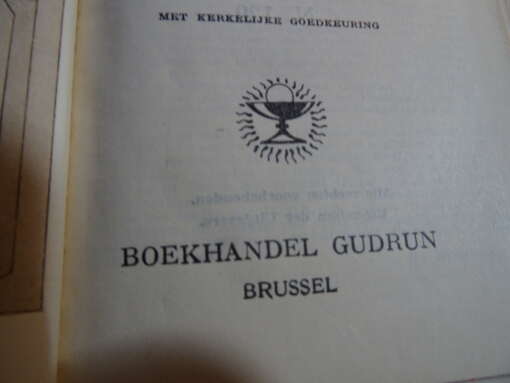 MET KERKELIJKE GOEDKEURING
BOEKHANDEL GUDRUN
BRUSSEL